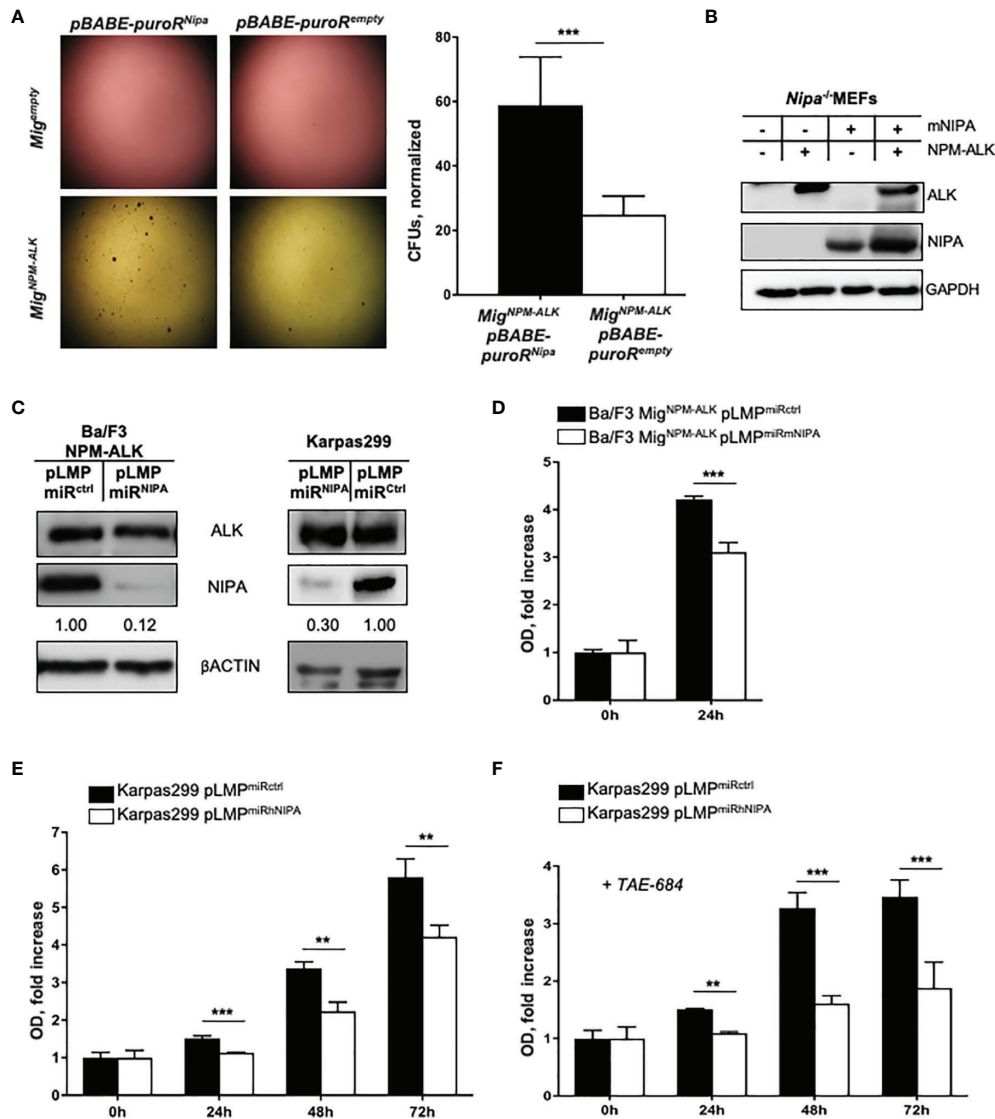 A
pBABE-puroR^Nipa pBABE-puroR^empty
Mig^empty
Mig^NPM-ALK
CFUs, normalized
80
60
40
20
0
***
Mig^NPM-ALK Mig^NPM-ALK
pBABE- pBABE-
puroR^Nipa puroR^empty
B
Nipa^-/-MEFs
- - + + mNIPA
- + - + NPM-ALK
ALK
NIPA
GAPDH
C
Ba/F3
NPM-ALK
pLMP pLMP
miR^ctrl miR^NIPA
Karpas299
pLMP pLMP
miR^NIPA miR^Ctrl
ALK
NIPA
1.00 0.12 0.30 1.00
βACTIN
D
Ba/F3 Mig^NPM-ALK pLMP^miRctrl
Ba/F3 Mig^NPM-ALK pLMP^miRmNIPA
OD, fold increase
5
4
3
2
1
0
***
0h 24h
E
Karpas299 pLMP^miRctrl
Karpas299 pLMP^miRhNIPA
OD, fold increase
7
6
5
4
3
2
1
0
*** ** **
0h 24h 48h 72h
F
Karpas299 pLMP^miRctrl
Karpas299 pLMP^miRhNIPA
+ TAE-684
OD, fold increase
4
3
2
1
0
** *** ***
0h 24h 48h 72h